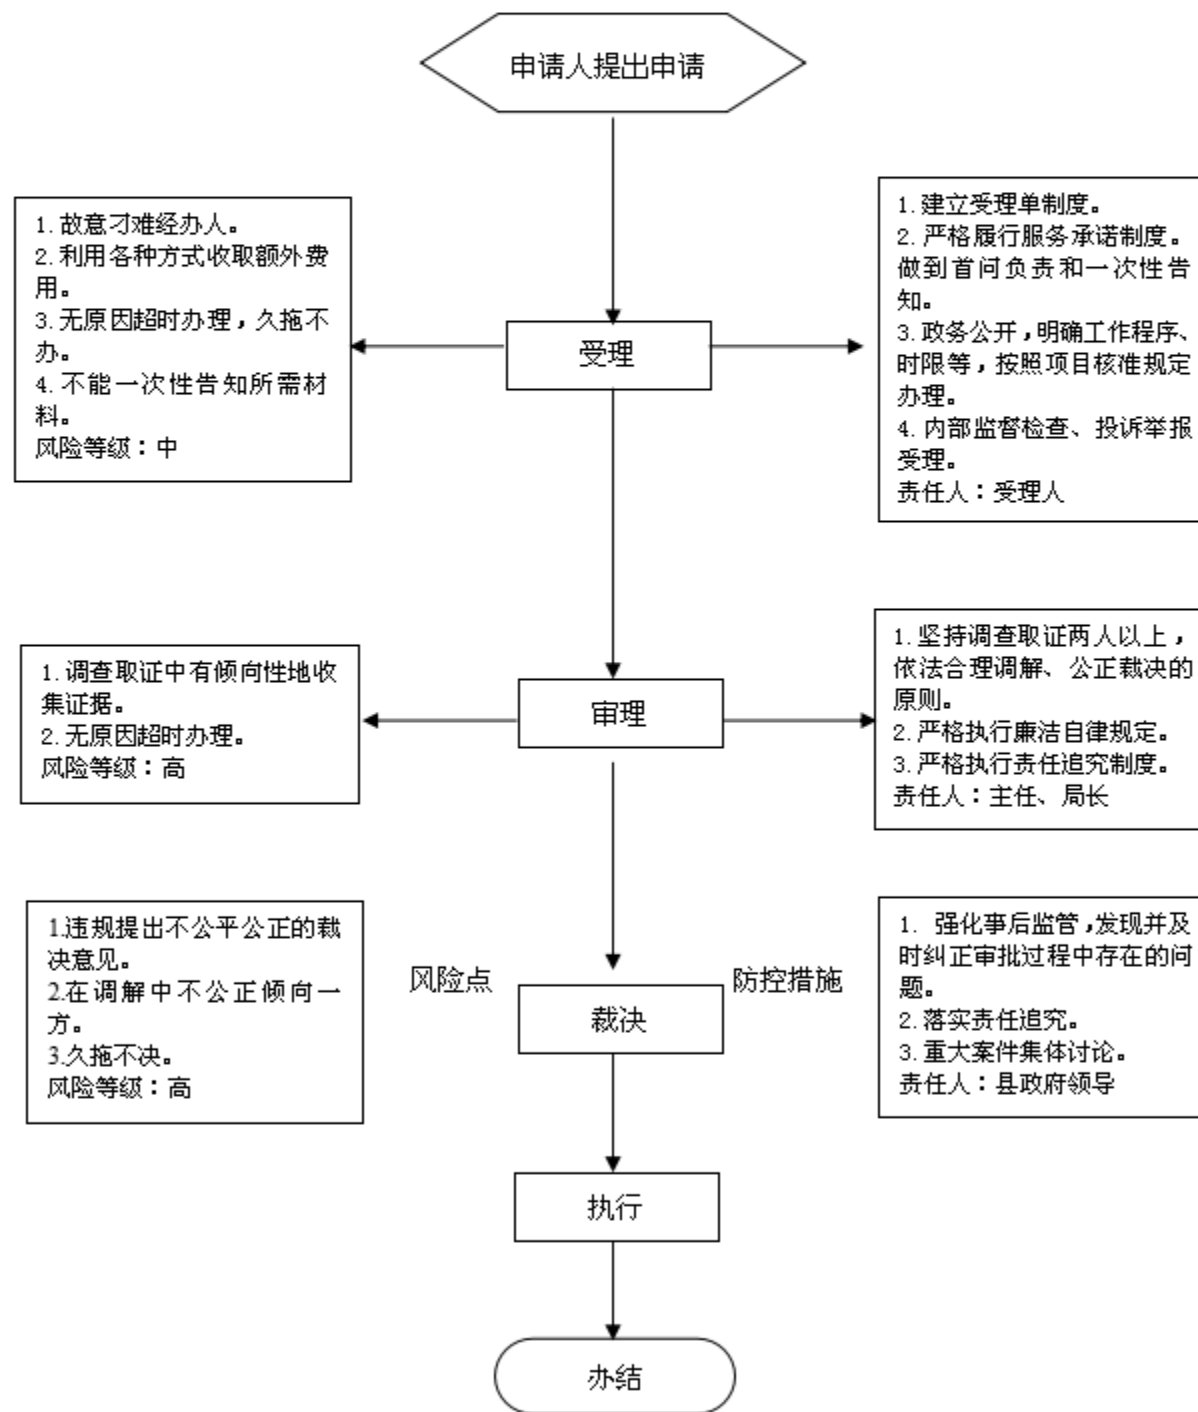 申请人提出申请
1. 故意刁难经办人。
2. 利用各种方式收取额外费
用。
3. 无原因超时办理，久拖不
办。
4. 不能一次性告知所需材
料。
风险等级：中
受理
1. 建立受理单制度。
2. 严格履行服务承诺制度。
做到首问负责和一次性告
知。
3. 政务公开，明确工作程序、
时限等，按照项目核准规定
办理。
4. 内部监督检查、投诉举报
受理。
责任人：受理人
1. 调查取证中有倾向性地收
集证据。
2. 无原因超时办理。
风险等级：高
审理
1. 坚持调查取证两人以上，
依法合理调解、公正裁决的
原则。
2. 严格执行廉洁自律规定。
3. 严格执行责任追究制度。
责任人：主任、局长
1.违规提出不公平公正的裁
决意见。
2.在调解中不公正倾向一
方。
3.久拖不决。
风险等级：高
风险点
防控措施
裁决
1. 强化事后监管，发现并及
时纠正审批过程中存在的问
题。
2. 落实责任追究。
3. 重大案件集体讨论。
责任人：县政府领导
执行
办结